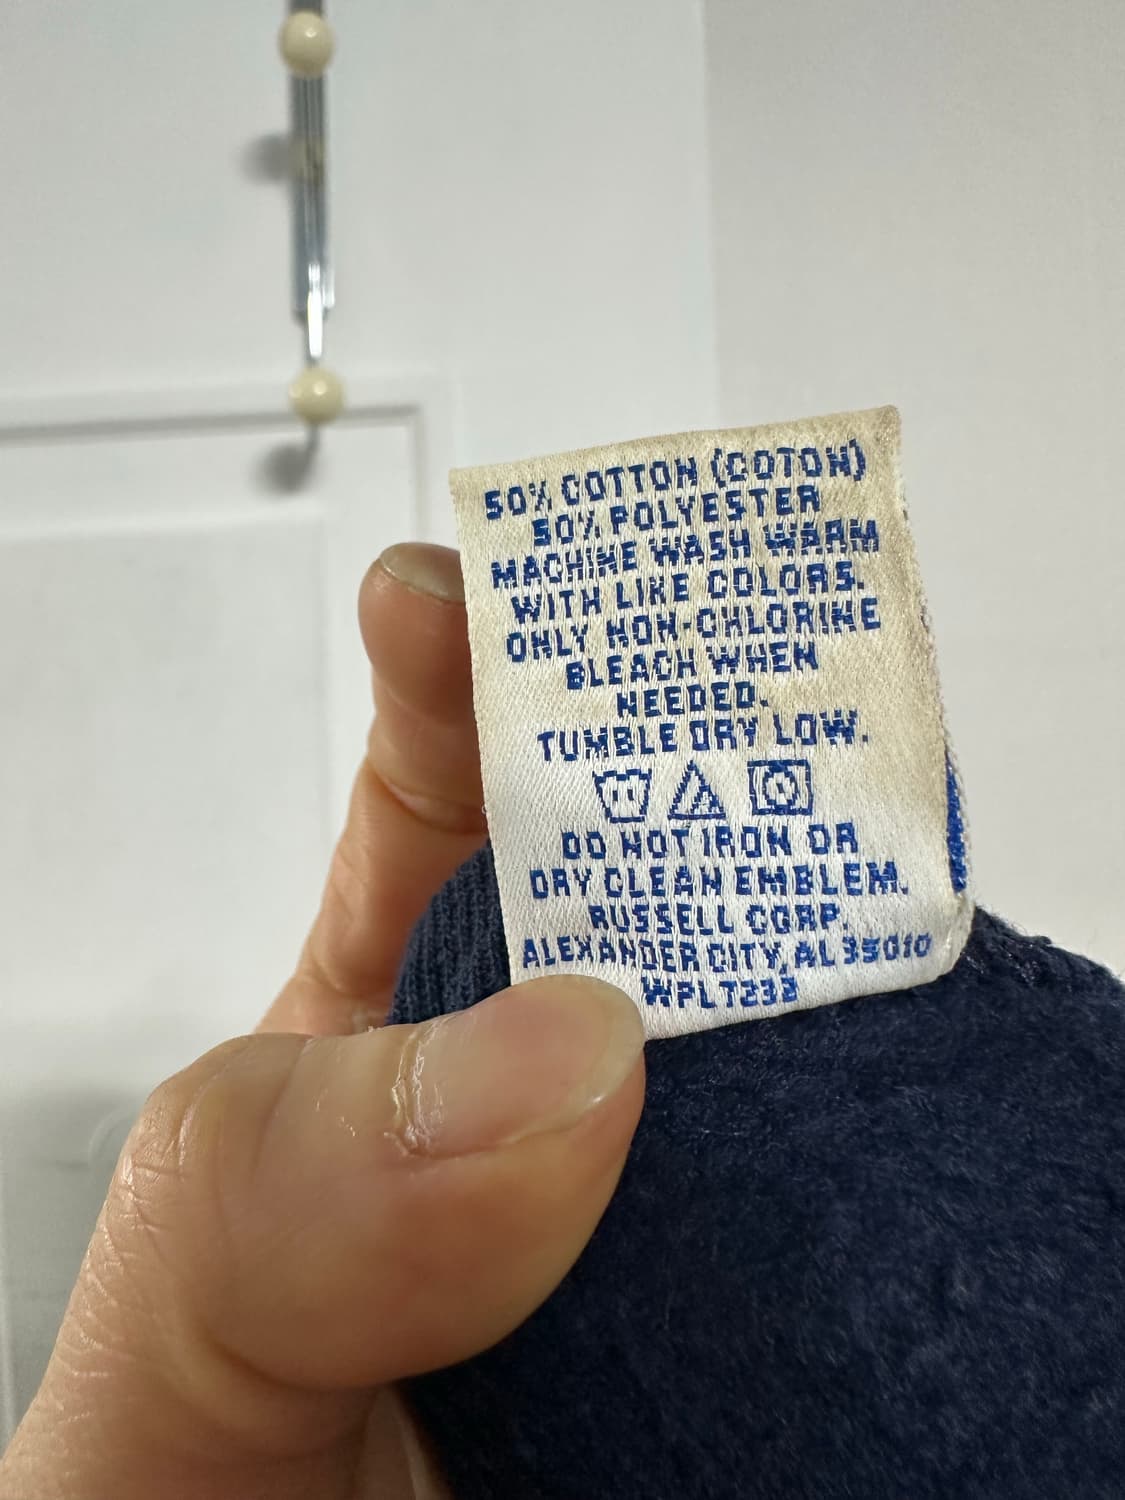 50% COTTON (COTON)
50% POLYESTER
MACHINE WASH WARM
WITH LIKE COLORS.
ONLY NON-CHLORINE
BLEACH WHEN
NEEDED.
TUMBLE DRY LOW.
DO NOT IRON OR
DRY CLEAN EMBLEM.
RUSSELL CORP.
ALEXANDER CITY, AL 35010
WPL 7232